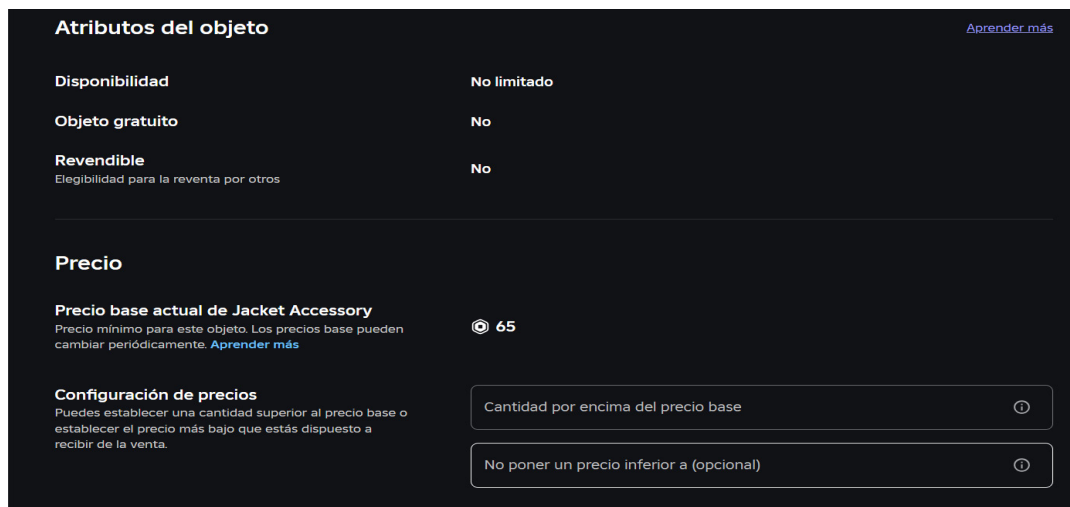 Atributos del objeto
Aprender más
Disponibilidad
No limitado
Objeto gratuito
No
Revendible
Elegibilidad para la reventa por otros
No
Precio
Precio base actual de Jacket Accessory
Precio mínimo para este objeto. Los precios base pueden
cambiar periódicamente. Aprender más
65
Configuración de precios
Puedes establecer una cantidad superior al precio base o
establecer el precio más bajo que estás dispuesto a
recibir de la venta.
Cantidad por encima del precio base
No poner un precio inferior a (opcional)